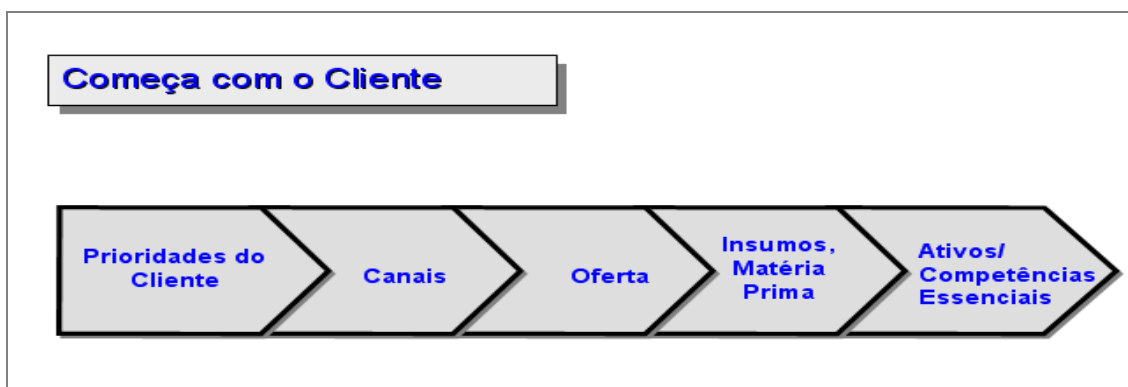 Começa com o Cliente
Prioridades do
Cliente
Canais
Oferta
Insumos,
Matéria
Prima
Ativos/
Competências
Essenciais